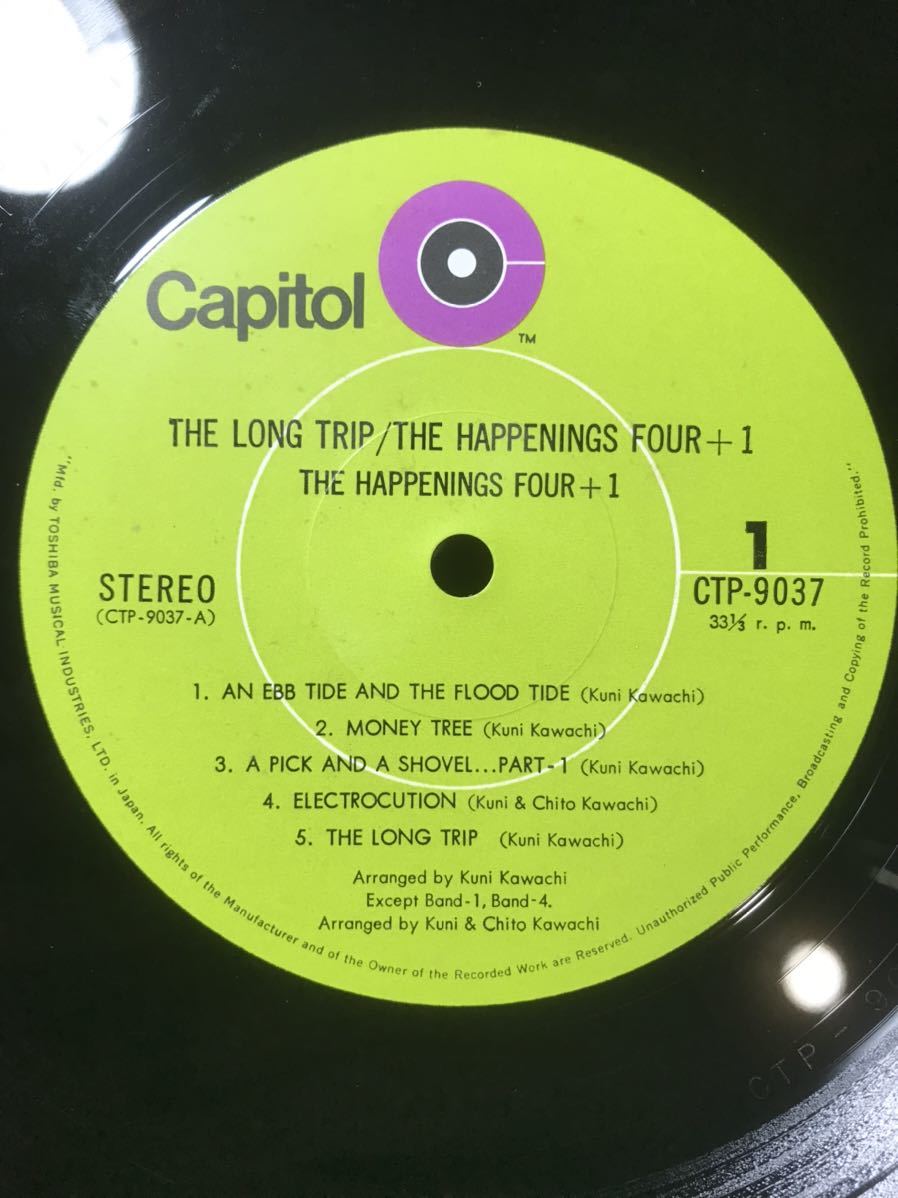 Capitol
TM
THE LONG TRIP/THE HAPPENINGS FOUR+1
THE HAPPENINGS FOUR+1
STEREO
(CTP-9037-A)
1
CTP-9037
33⅓ r. p. m.
1. AN EBB TIDE AND THE FLOOD TIDE (Kuni Kawachi)
2. MONEY TREE (Kuni Kawachi)
3. A PICK AND A SHOVEL...PART-1 (Kuni Kawachi)
4. ELECTROCUTION (Kuni & Chito Kawachi)
5. THE LONG TRIP (Kuni Kawachi)
Arranged by Kuni Kawachi
Except Band-1, Band-4.
Arranged by Kuni & Chito Kawachi
"Mfd. by TOSHIBA MUSICAL INDUSTRIES, LTD. in Japan. All rights of the Manufacturer and of the Owner of the Recorded Work are Reserved. Unauthorized Public Performance, Broadcasting and Copying of the Record Prohibited."
CTP-90